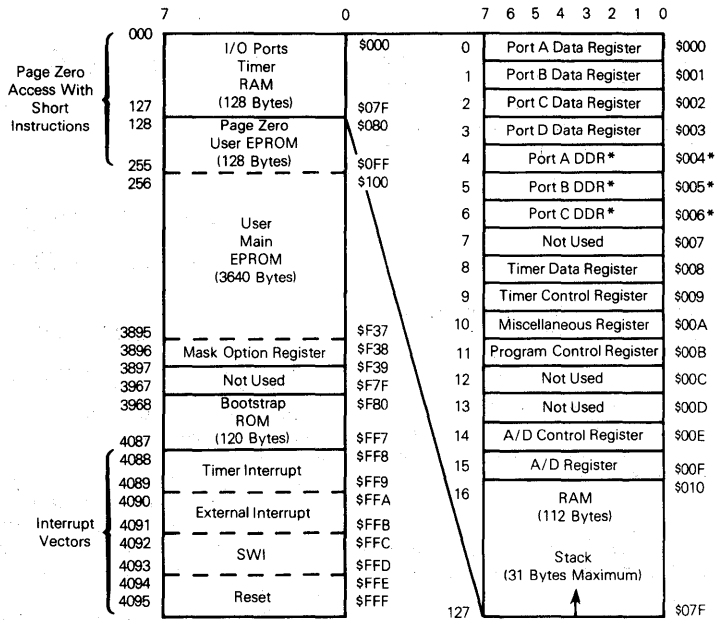 7 0
000
I/O Ports
Timer
RAM
(128 Bytes)
$000
127
$07F
128
Page Zero
User EPROM
(128 Bytes)
$080
255
$0FF
256
$100
Page Zero
Access With
Short
Instructions
User
Main
EPROM
(3640 Bytes)
3895
$F37
3896
Mask Option Register
$F38
3897
$F39
Not Used
3967
$F7F
3968
Bootstrap
ROM
(120 Bytes)
$F80
4087
$FF7
4088
$FF8
Timer Interrupt
4089
$FF9
4090
$FFA
External Interrupt
4091
$FFB
4092
$FFC
SWI
4093
$FFD
4094
$FFE
Reset
4095
$FFF
Interrupt
Vectors
7 6 5 4 3 2 1 0
0 Port A Data Register $000
1 Port B Data Register $001
2 Port C Data Register $002
3 Port D Data Register $003
4 Port A DDR* $004*
5 Port B DDR* $005*
6 Port C DDR* $006*
7 Not Used $007
8 Timer Data Register $008
9 Timer Control Register $009
10 Miscellaneous Register $00A
11 Program Control Register $00B
12 Not Used $00C
13 Not Used $00D
14 A/D Control Register $00E
15 A/D Register $00F
16 $010
RAM
(112 Bytes)
Stack
(31 Bytes Maximum)
127 $07F